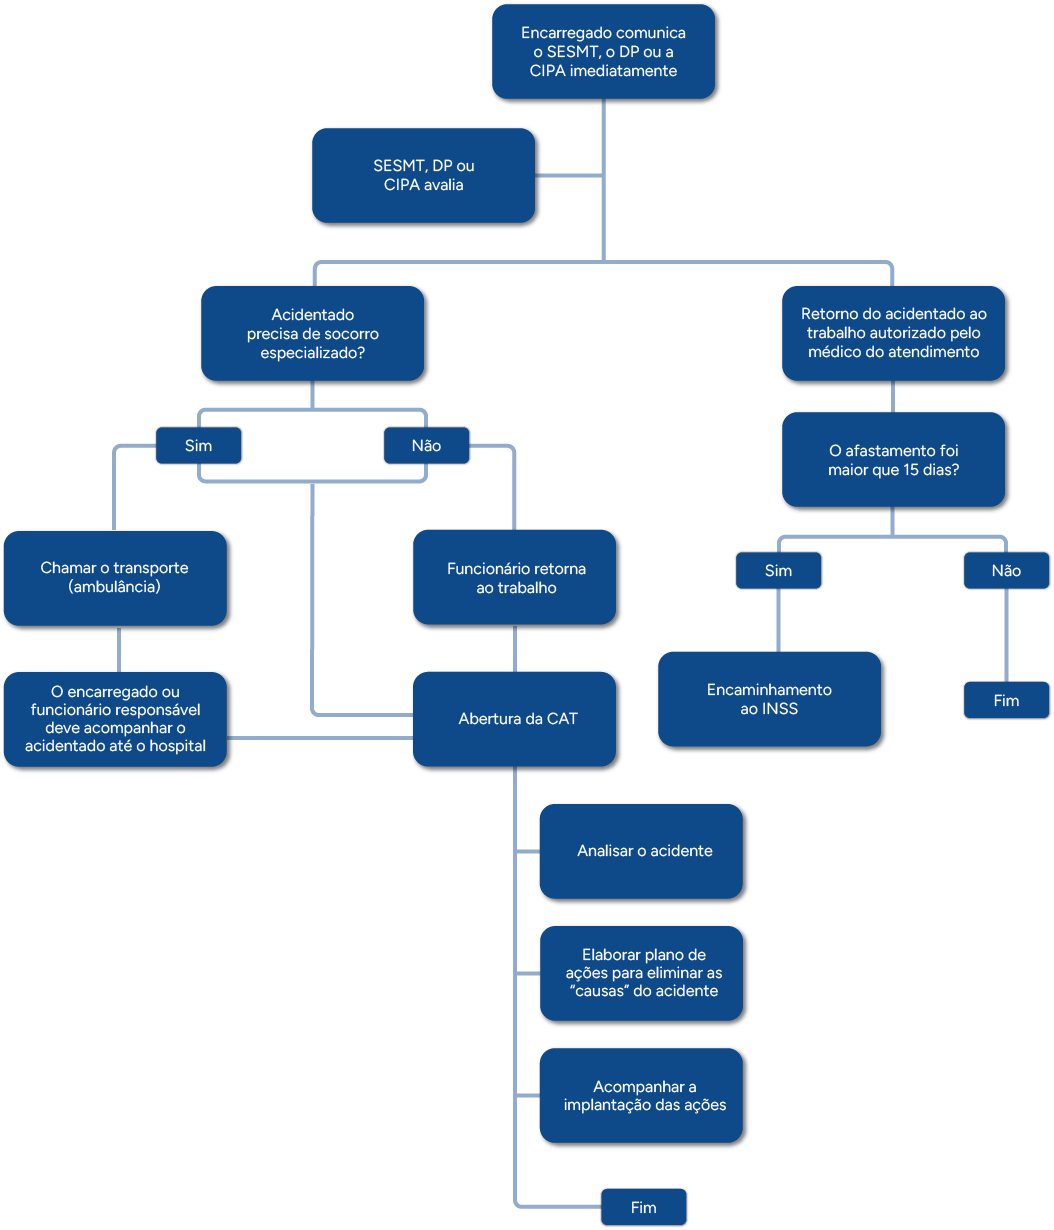 Encarregado comunica
o SESMT, o DP ou a
CIPA imediatamente
SESMT, DP ou
CIPA avalia
Acidentado
precisa de socorro
especializado?
Retorno do acidentado ao
trabalho autorizado pelo
médico do atendimento
Sim
Não
O afastamento foi
maior que 15 dias?
Chamar o transporte
(ambulância)
Funcionário retorna
ao trabalho
Sim
Não
O encarregado ou
funcionário responsável
deve acompanhar o
acidentado até o hospital
Abertura da CAT
Encaminhamento
ao INSS
Fim
Analisar o acidente
Elaborar plano de
ações para eliminar as
“causas” do acidente
Acompanhar a
implantação das ações
Fim